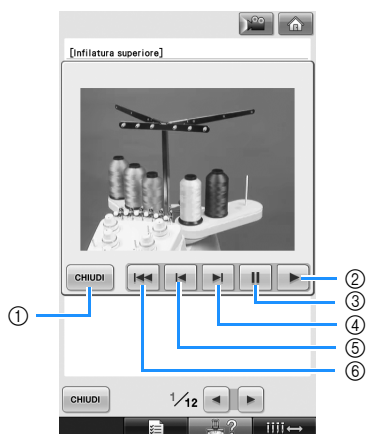 [Infilatura superiore]
CHIUDI
①
②
③
④
⑤
⑥
CHIUDI
1/12
?